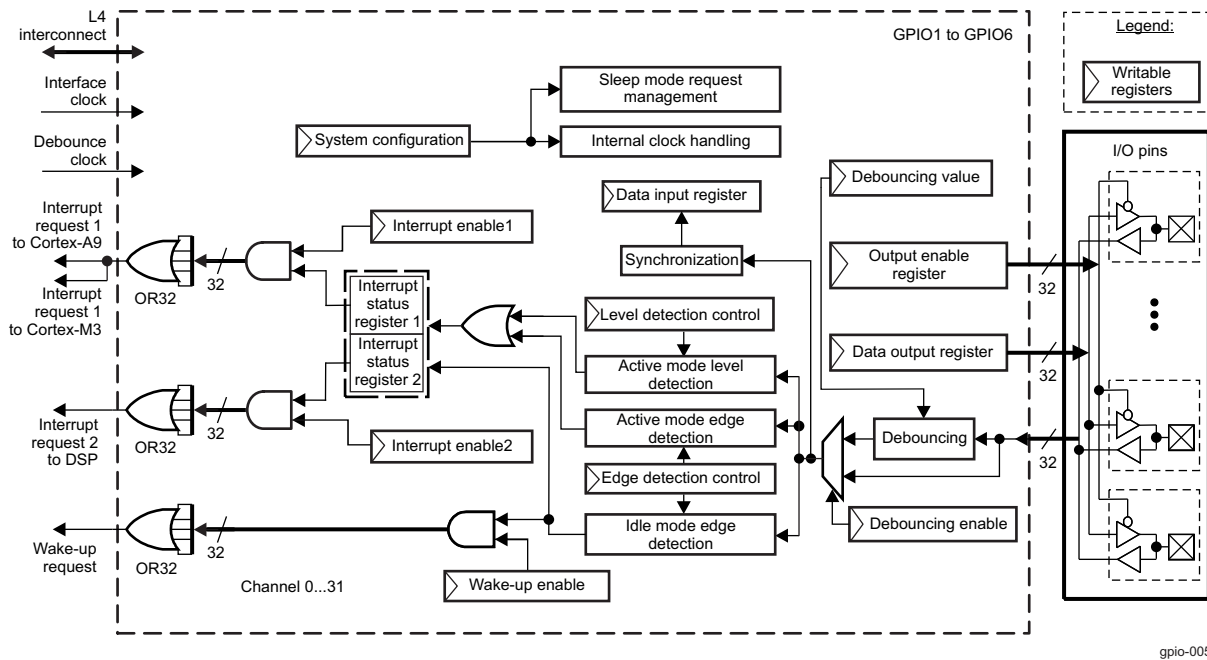 L4
interconnect
Interface
clock
Debounce
clock
Interrupt
request 1
to Cortex-A9
Interrupt
request 1
to Cortex-M3
Interrupt
request 2
to DSP
Wake-up
request
GPIO1 to GPIO6
Sleep mode request
management
System configuration
Internal clock handling
Data input register
Debouncing value
Interrupt enable1
Synchronization
Output enable
register
32
OR32
32
Interrupt
status
register 1
Level detection control
Interrupt
status
register 2
Active mode level
detection
Data output register
32
OR32
32
Active mode edge
detection
Debouncing
32
Interrupt enable2
Edge detection control
Idle mode edge
detection
Debouncing enable
OR32
32
Channel 0...31
Wake-up enable
Legend:
Writable
registers
I/O pins
gpio-005